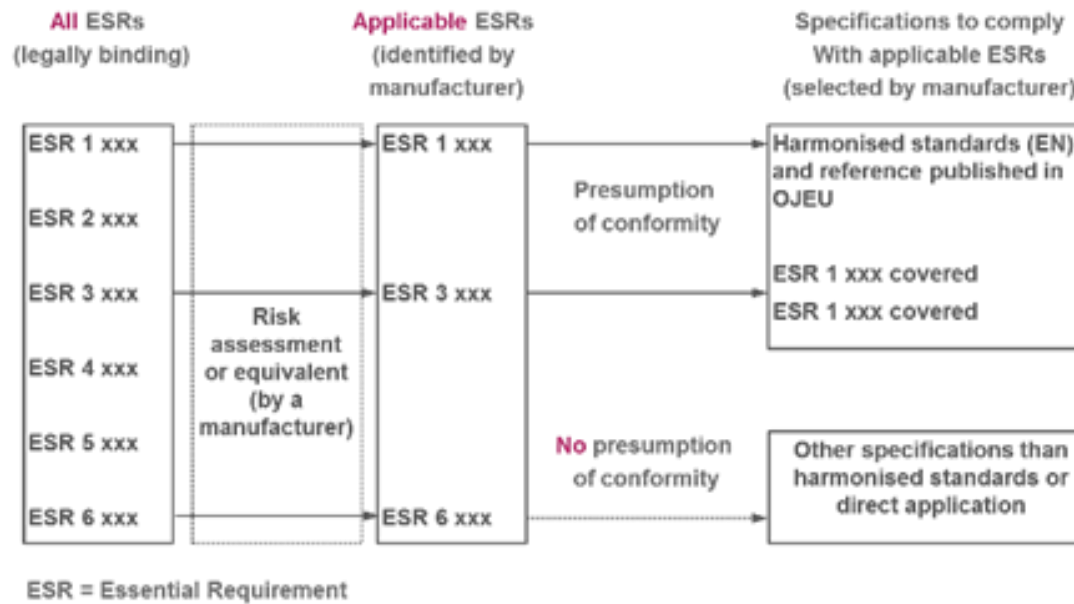 All ESRs
(legally binding)
Applicable ESRs
(identified by
manufacturer)
Specifications to comply
With applicable ESRs
(selected by manufacturer)
ESR 1 xxx
ESR 2 xxx
ESR 3 xxx
ESR 4 xxx
ESR 5 xxx
ESR 6 xxx
Risk
assessment
or equivalent
(by a
manufacturer)
ESR 1 xxx
ESR 3 xxx
ESR 6 xxx
Presumption
of conformity
No presumption
of conformity
Harmonised standards (EN)
and reference published in
OJEU
ESR 1 xxx covered
ESR 1 xxx covered
Other specifications than
harmonised standards or
direct application
ESR = Essential Requirement